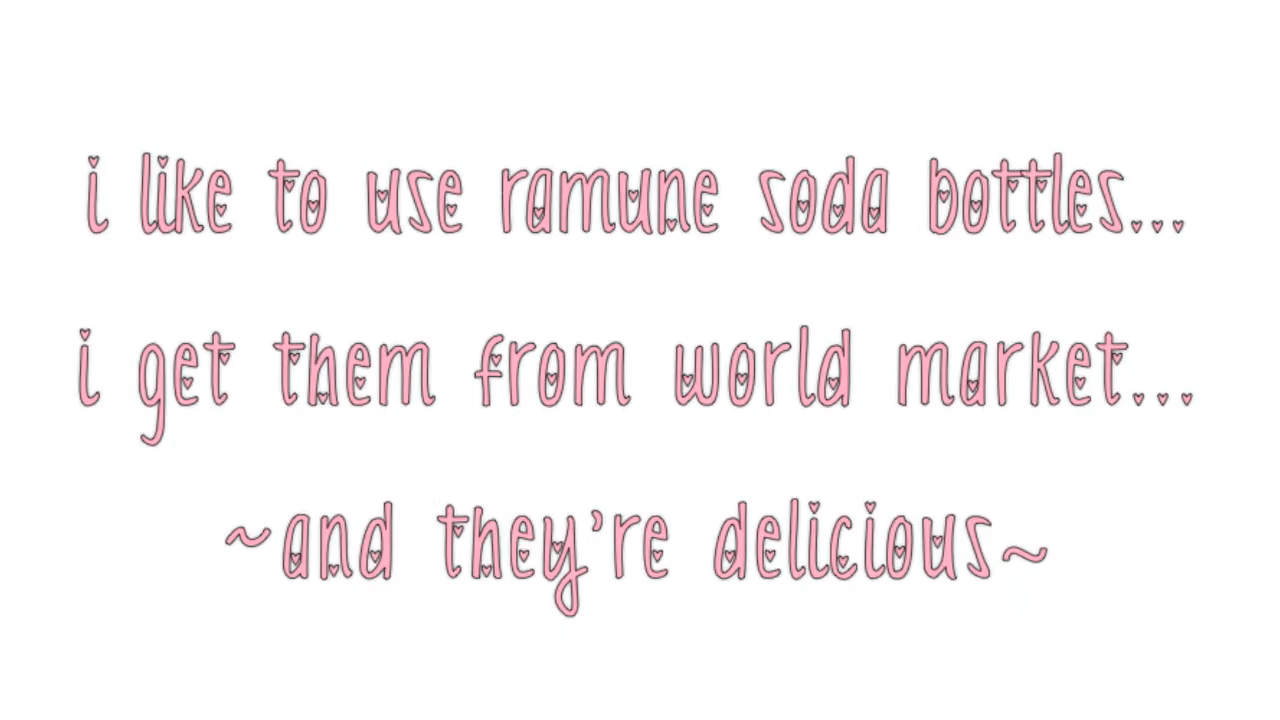 i like to use ramune soda bottles...
i get them from world market...
~and they're delicious~